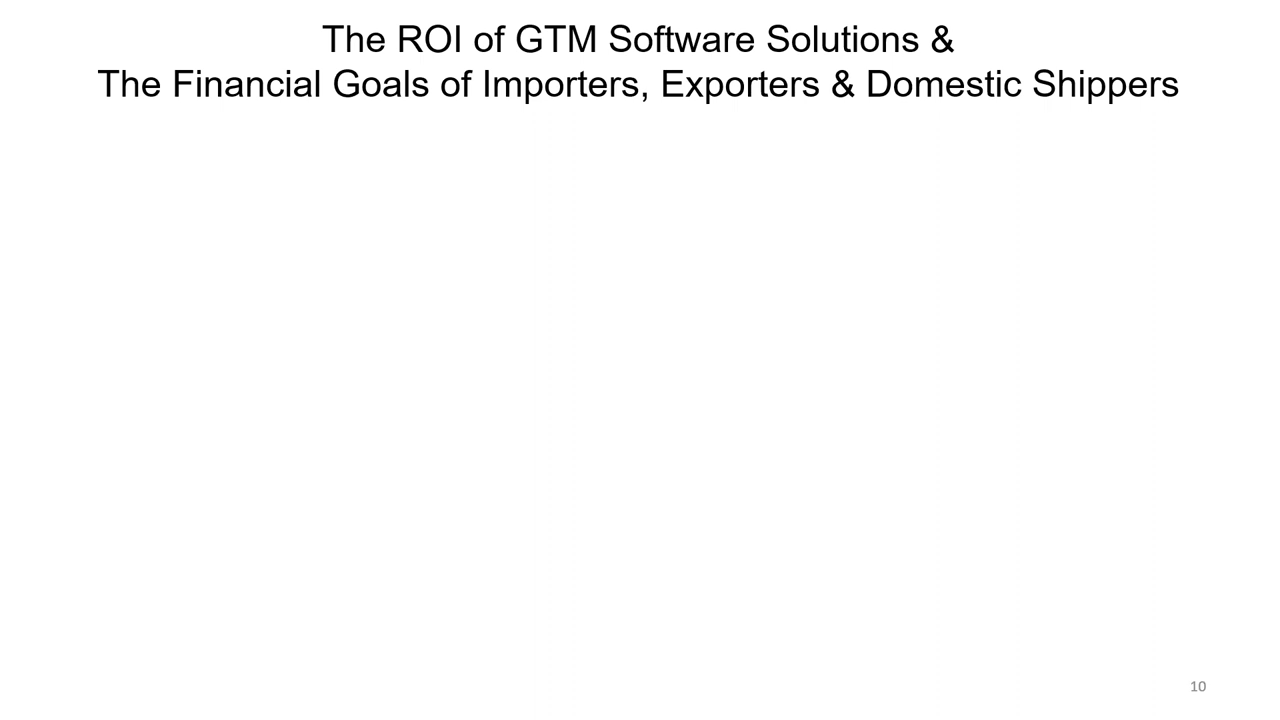 The ROI of GTM Software Solutions &
The Financial Goals of Importers, Exporters & Domestic Shippers
10